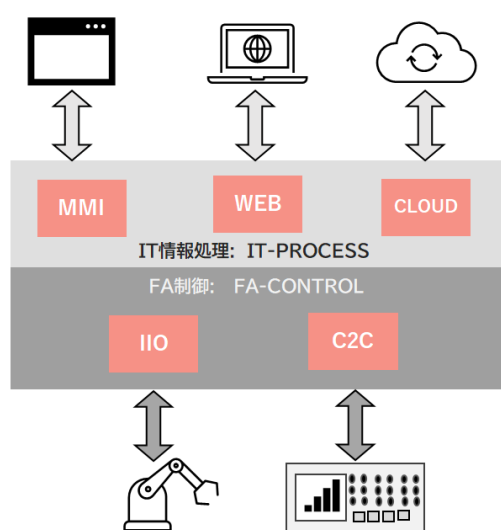 MMI
WEB
CLOUD
IT情報処理: IT-PROCESS
FA制御: FA-CONTROL
IIO
C2C